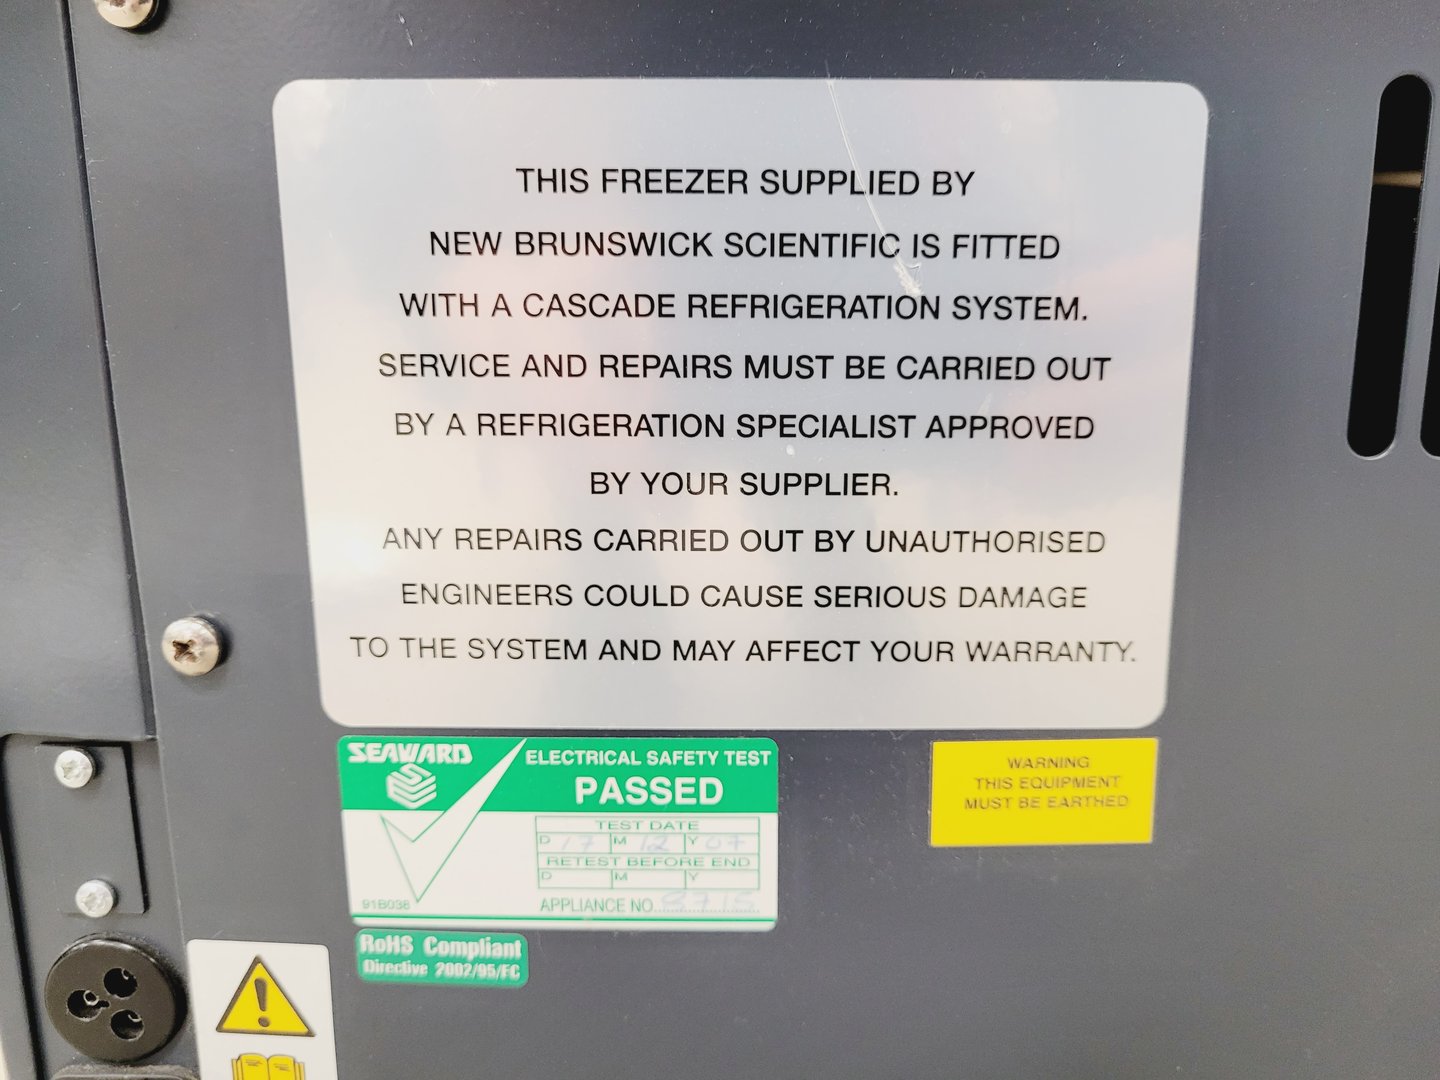 THIS FREEZER SUPPLIED BY
NEW BRUNSWICK SCIENTIFIC IS FITTED
WITH A CASCADE REFRIGERATION SYSTEM.
SERVICE AND REPAIRS MUST BE CARRIED OUT
BY A REFRIGERATION SPECIALIST APPROVED
BY YOUR SUPPLIER.
ANY REPAIRS CARRIED OUT BY UNAUTHORISED
ENGINEERS COULD CAUSE SERIOUS DAMAGE
TO THE SYSTEM AND MAY AFFECT YOUR WARRANTY.
SEAWARD
ELECTRICAL SAFETY TEST
PASSED
TEST DATE
D 17 M 12 Y 07
RETEST BEFORE END
D M Y
91B038
APPLIANCE NO. 8715
RoHS Compliant
Directive 2002/95/FC
WARNING
THIS EQUIPMENT
MUST BE EARTHED